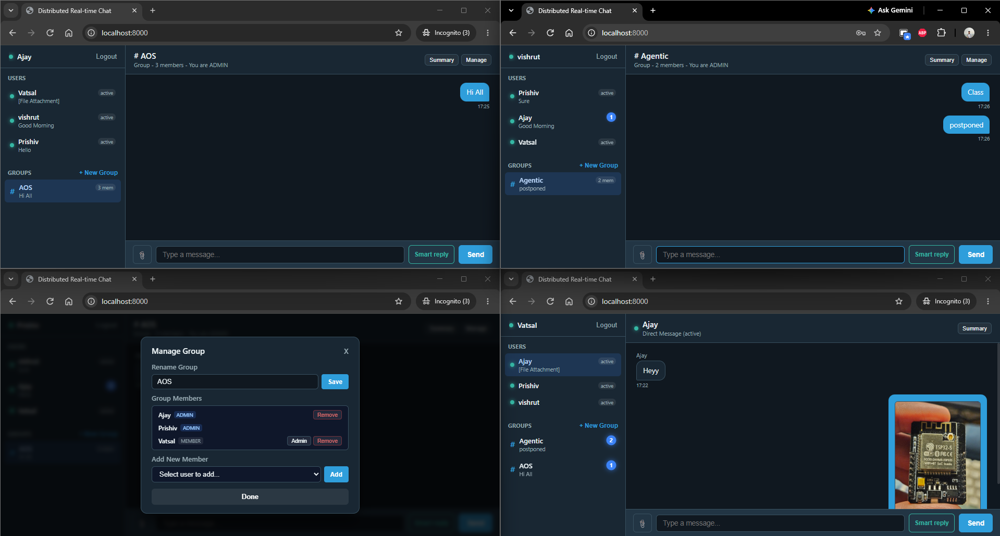 Distributed Real-time Chat
localhost:8000
Incognito (3)
Ajay
Logout
USERS
Vatsal
active
[File Attachment]
vishrut
active
Good Morning
Prishiv
active
Hello
GROUPS
+ New Group
# AOS
3 mem
Hi All
# AOS
Group - 3 members - You are ADMIN
Summary
Manage
Hi All
17:25
Type a message...
Smart reply
Send
Distributed Real-time Chat
Ask Gemini
localhost:8000
ABP
vishrut
Logout
USERS
Prishiv
active
Sure
Ajay
1
Good Morning
Vatsal
active
GROUPS
+ New Group
# Agentic
2 mem
postponed
# Agentic
Group - 2 members - You are ADMIN
Summary
Manage
Class
17:26
postponed
17:26
Type a message...
Smart reply
Send
Distributed Real-time Chat
localhost:8000
Incognito (3)
Manage Group
X
Rename Group
AOS
Save
Group Members
Ajay ADMIN
Remove
Prishiv ADMIN
Vatsal MEMBER
Admin
Remove
Add New Member
Select user to add...
Add
Done
Distributed Real-time Chat
localhost:8000
Incognito (3)
Vatsal
Logout
USERS
Ajay
active
[File Attachment]
Prishiv
active
vishrut
active
GROUPS
+ New Group
# Agentic
2
postponed
# AOS
1
Hi All
Ajay
Direct Message (active)
Summary
Ajay
Heyy
17:22
ESP32-S
Type a message...
Smart reply
Send